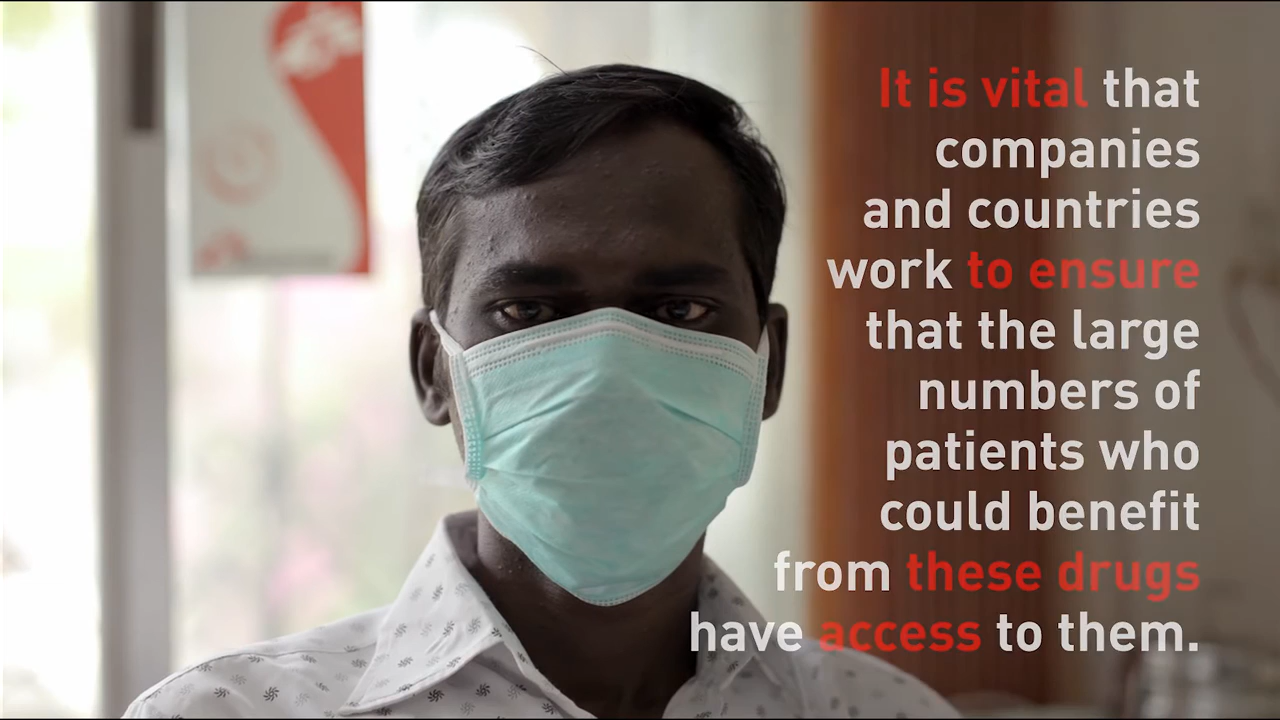 It is vital that
companies
and countries
work to ensure
that the large
numbers of
patients who
could benefit
from these drugs
have access to them.